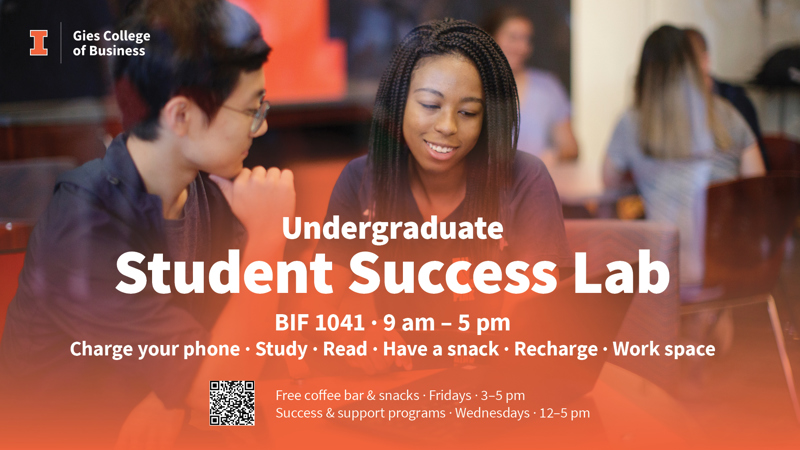 I
Gies College
of Business
Undergraduate
Student Success Lab
BIF 1041 · 9 am – 5 pm
Charge your phone · Study · Read · Have a snack · Recharge · Work space
Free coffee bar & snacks · Fridays · 3–5 pm
Success & support programs · Wednesdays · 12–5 pm